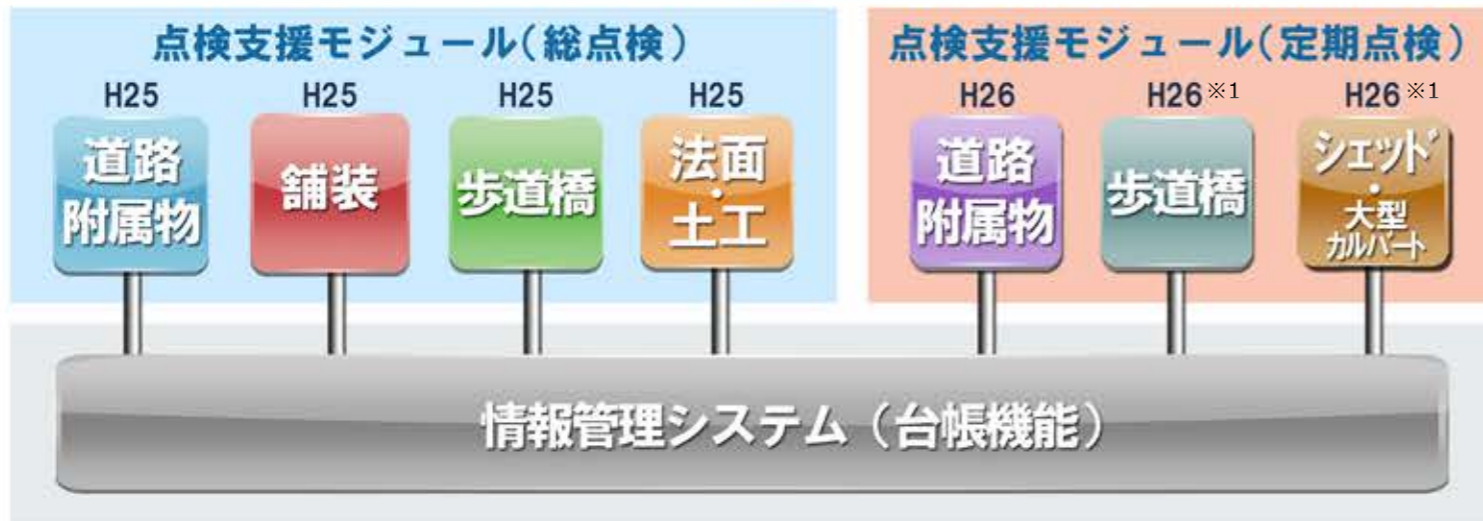 点検支援モジュール(総点検)
H25
道路
附属物
H25
舗装
H25
歩道橋
H25
法面
・
土工
点検支援モジュール(定期点検)
H26
道路
附属物
H26※1
歩道橋
H26※1
シェッド
・
大型
カルバート
情報管理システム(台帳機能)